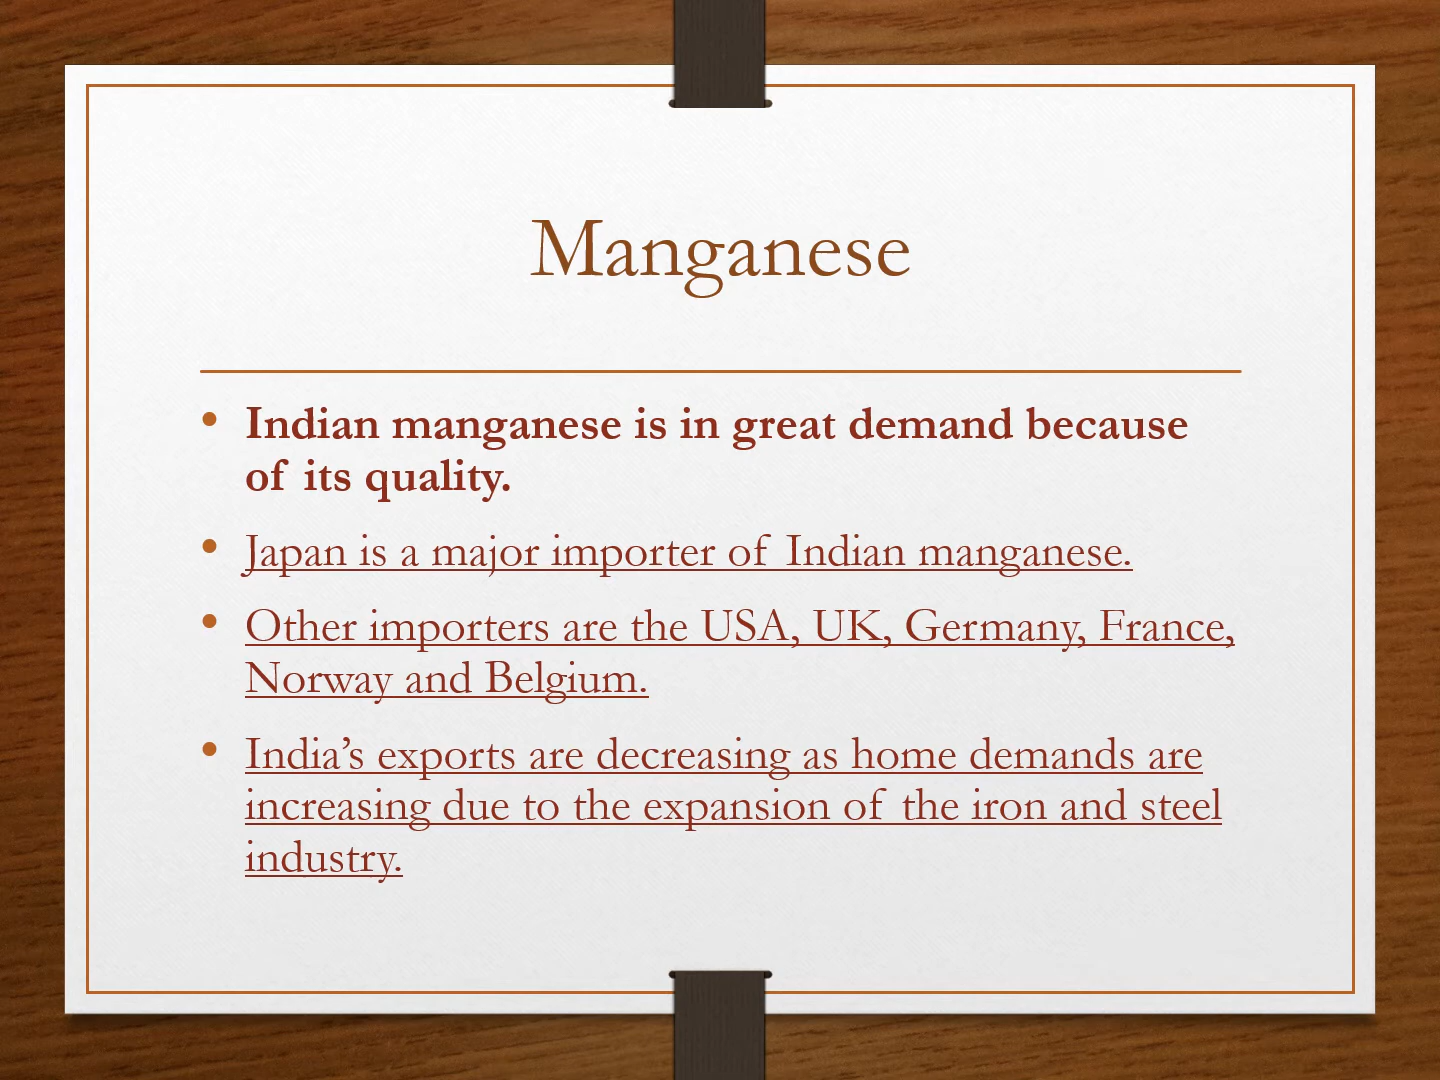 Manganese
• Indian manganese is in great demand because
of its quality.
• Japan is a major importer of Indian manganese.
• Other importers are the USA, UK, Germany, France,
Norway and Belgium.
• India’s exports are decreasing as home demands are
increasing due to the expansion of the iron and steel
industry.